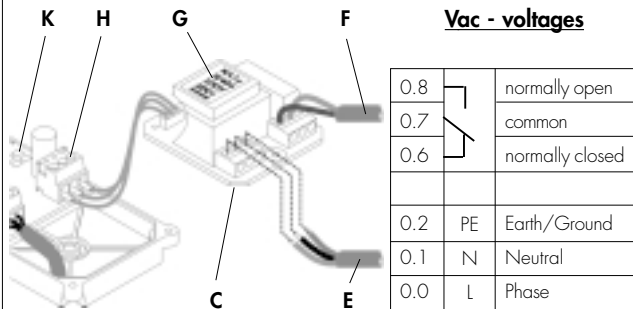 K H G F
Vac - voltages
0.8 normally open
0.7 common
0.6 normally closed
0.2 PE Earth/Ground
0.1 N Neutral
0.0 L Phase
C E